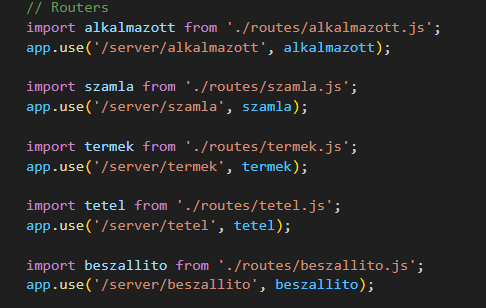 // Routers
import alkalmazott from './routes/alkalmazott.js';
app.use('/server/alkalmazott', alkalmazott);
import szamla from './routes/szamla.js';
app.use('/server/szamla', szamla);
import termek from './routes/termek.js';
app.use('/server/termek', termek);
import tetel from './routes/tetel.js';
app.use('/server/tetel', tetel);
import beszallito from './routes/beszallito.js';
app.use('/server/beszallito', beszallito);